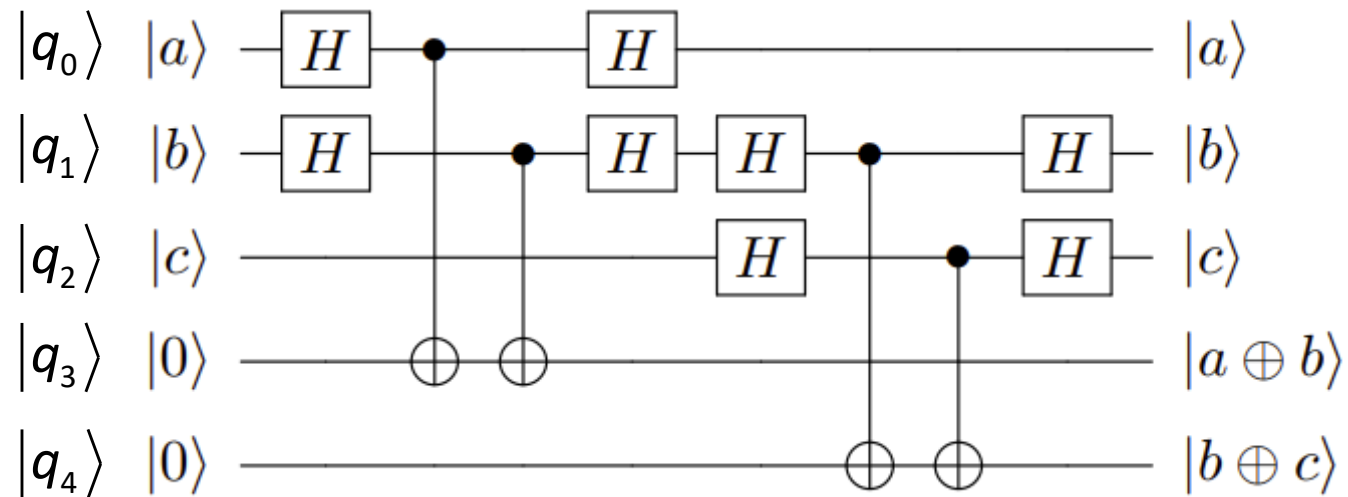 |q₀⟩ |a⟩ H H |a⟩
|q₁⟩ |b⟩ H H H H |b⟩
|q₂⟩ |c⟩ H H |c⟩
|q₃⟩ |0⟩ |a ⊕ b⟩
|q₄⟩ |0⟩ |b ⊕ c⟩